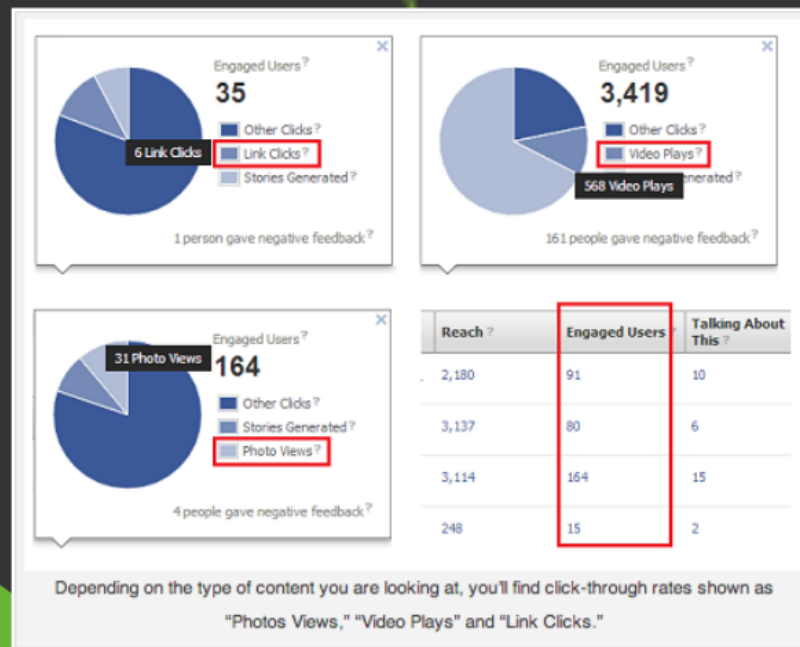 Engaged Users ?
35
Other Clicks ?
6 Link Clicks
Link Clicks ?
Stories Generated ?
1 person gave negative feedback ?
Engaged Users ?
3,419
Other Clicks ?
Video Plays ?
568 Video Plays
enerated ?
161 people gave negative feedback ?
Engaged Users ?
31 Photo Views
164
Other Clicks ?
Stories Generated ?
Photo Views ?
4 people gave negative feedback ?
Reach ? Engaged Users ? Talking About This ?
2,180 91 10
3,137 80 6
3,114 164 15
248 15 2
Depending on the type of content you are looking at, you'll find click-through rates shown as
“Photos Views,” “Video Plays” and “Link Clicks.”